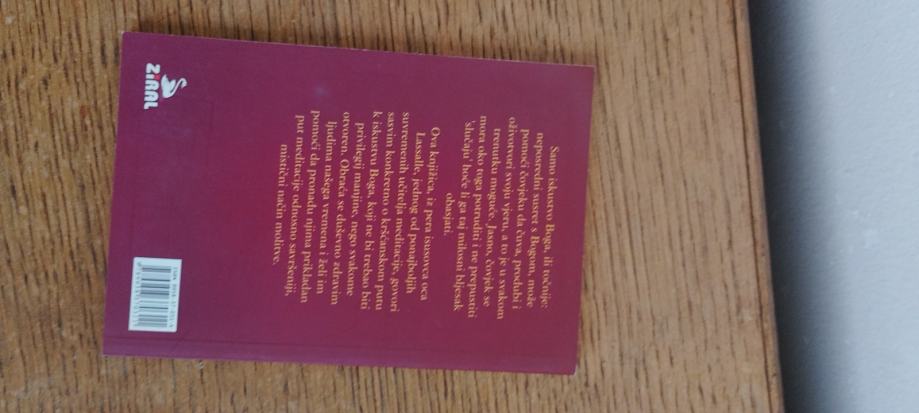 Samo iskustvo Boga, ili točnije:
neposredni susret s Bogom, može
pomoći čovjeku da čuva, produbi i
oživotvori svoju vjeru, a to je u svakom
trenutku moguće. Jasno, čovjek se
mora oko toga potruditi i ne prepustiti
'slučaju' hoće li ga taj milosni bljesak
obasjati.
Ova knjižica, iz pera isusovca oca
Lassalle, jednog od ponajboljih
suvremenih učitelja meditacije, govori
sasvim konkretno o kršćanskom putu
k iskustvu Boga, koji ne bi trebao biti
privilegij manjine, nego svakome
otvoren. Obraća se duševno zdravim
ljudima našega vremena i želi im
pomoći da pronađu njima prikladan
put meditacije odnosno savršeniji,
mistični način molitve.
ZIRAL